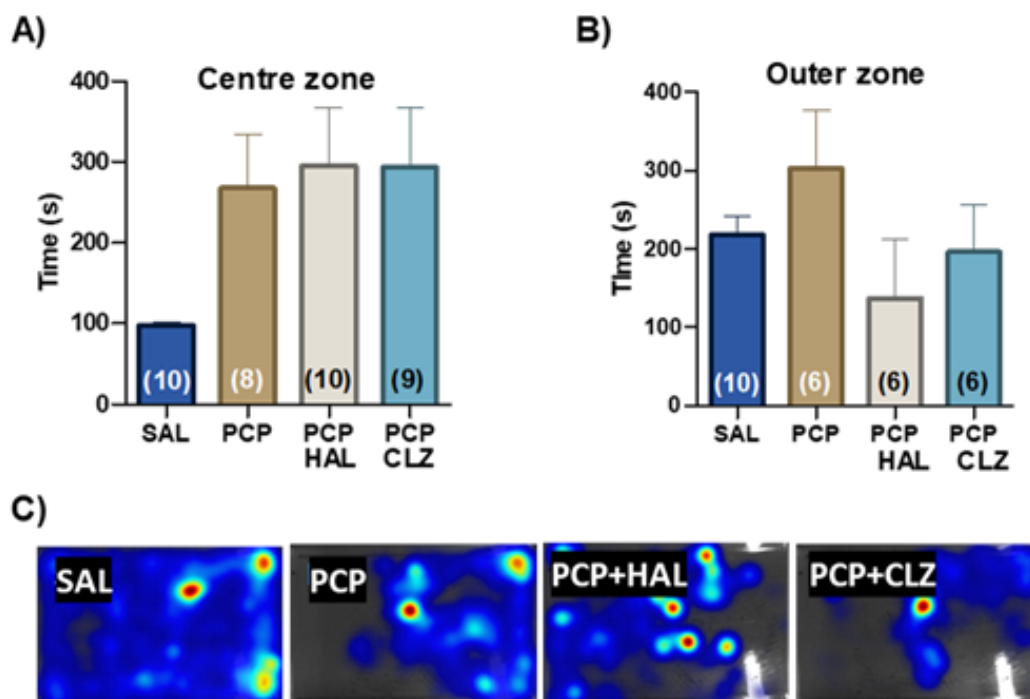 A)
Centre zone
Time (s)
400
300
200
100
0
(10)
(8)
(10)
(9)
SAL
PCP
PCP
HAL
PCP
CLZ
B)
Outer zone
Time (s)
400
300
200
100
0
(10)
(6)
(6)
(6)
SAL
PCP
PCP
HAL
PCP
CLZ
C)
SAL
PCP
PCP+HAL
PCP+CLZ